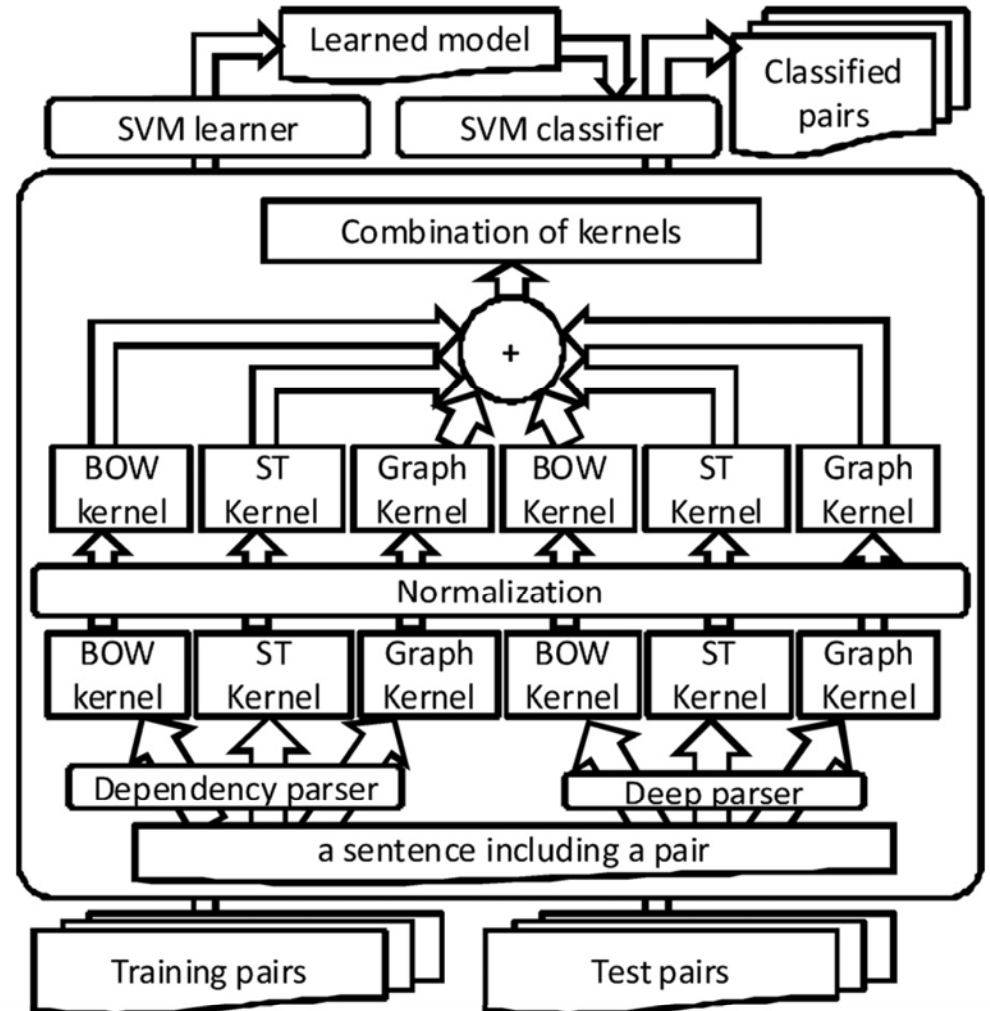 Learned model
Classified
pairs
SVM learner
SVM classifier
Combination of kernels
+
BOW
kernel
ST
Kernel
Graph
Kernel
BOW
Kernel
ST
Kernel
Graph
Kernel
Normalization
BOW
kernel
ST
Kernel
Graph
Kernel
BOW
Kernel
ST
Kernel
Graph
Kernel
Dependency parser
Deep parser
a sentence including a pair
Training pairs
Test pairs